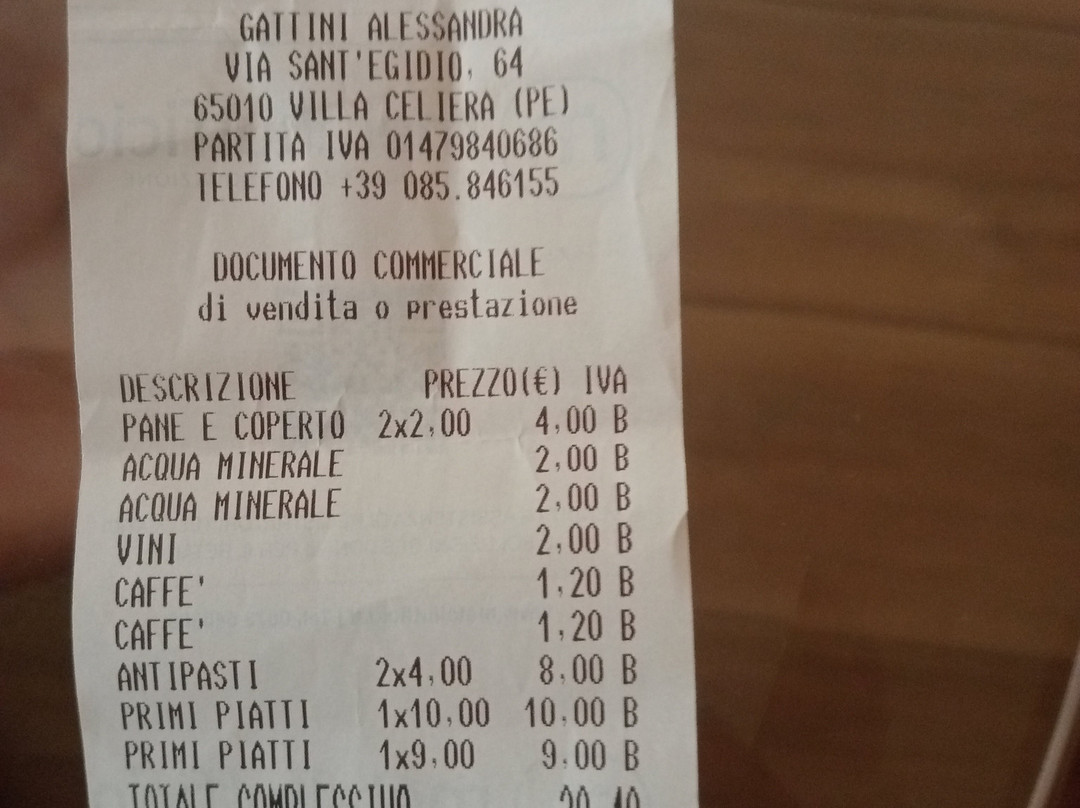 GATTINI ALESSANDRA
VIA SANT'EGIDIO, 64
65010 VILLA CELIERA (PE)
PARTITA IVA 01479840686
TELEFONO +39 085.846155
DOCUMENTO COMMERCIALE
di vendita o prestazione
DESCRIZIONE PREZZO(€) IVA
PANE E COPERTO 2x2,00 4,00 B
ACQUA MINERALE 2,00 B
ACQUA MINERALE 2,00 B
VINI 2,00 B
CAFFE' 1,20 B
CAFFE' 1,20 B
ANTIPASTI 2x4,00 8,00 B
PRIMI PIATTI 1x10,00 10,00 B
PRIMI PIATTI 1x9,00 9,00 B
TOTALE COMPLESSIVO